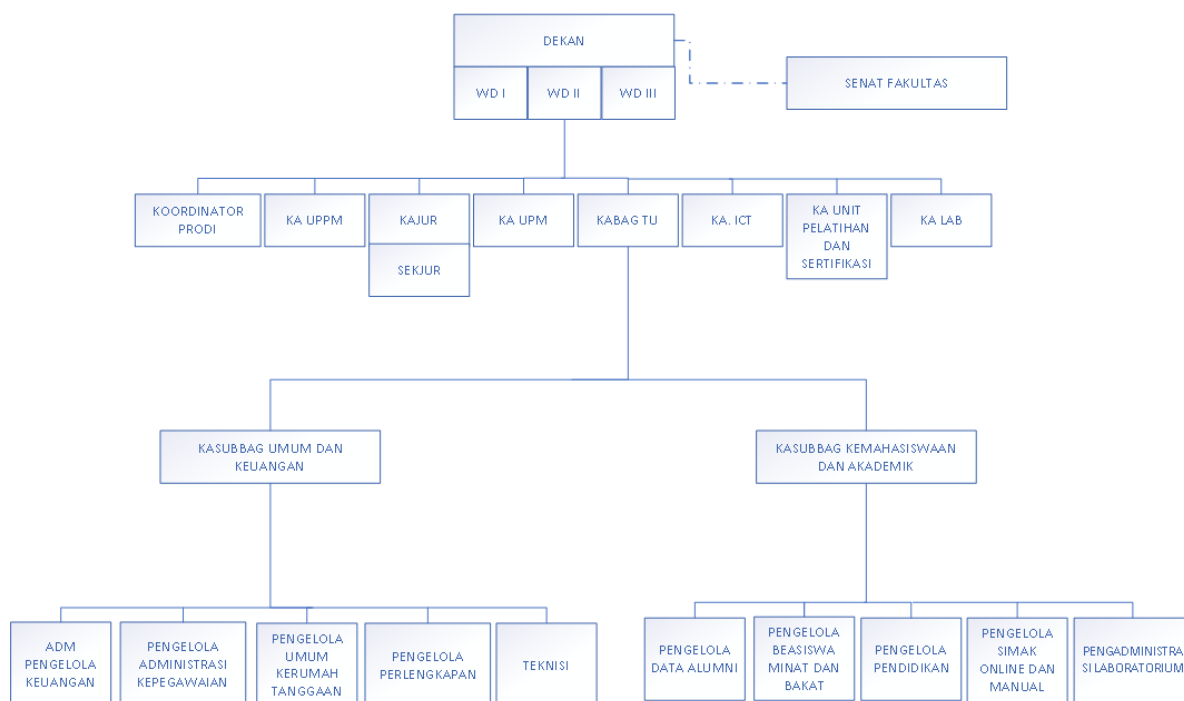 DEKAN
WD I
WD II
WD III
SENAT FAKULTAS
KOORDINATOR
PRODI
KA UPPM
KAJUR
SEKJUR
KA UPM
KABAG TU
KA. ICT
KA UNIT
PELATIHAN
DAN
SERTIFIKASI
KA LAB
KASUBBAG UMUM DAN
KEUANGAN
KASUBBAG KEMAHASISWAAN
DAN AKADEMIK
ADM
PENGELOLA
KEUANGAN
PENGELOLA
ADMINISTRASI
KEPEGAWAIAN
PENGELOLA
UMUM
KERUMAH
TANGGAAN
PENGELOLA
PERLENGKAPAN
TEKNISI
PENGELOLA
DATA ALUMNI
PENGELOLA
BEASISWA
MINAT DAN
BAKAT
PENGELOLA
PENDIDIKAN
PENGELOLA
SIMAK
ONLINE DAN
MANUAL
PENGADMINISTRA
SI LABORATORIUM